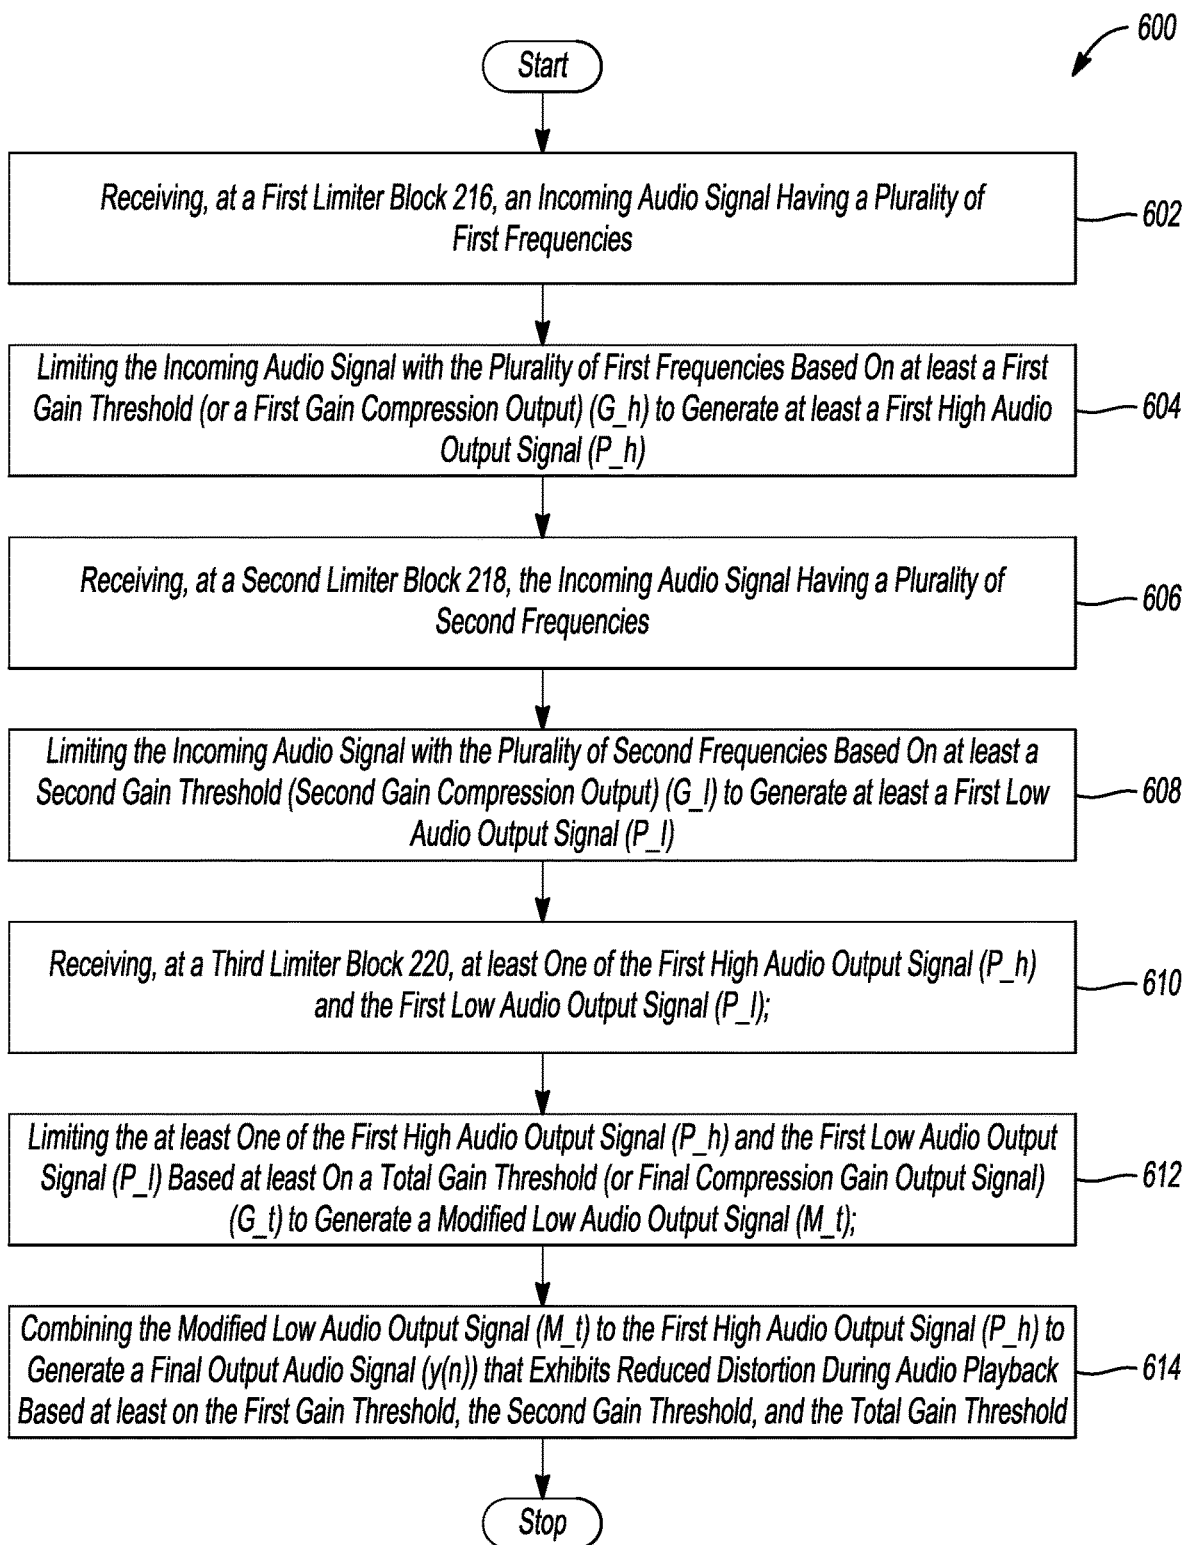 600
Start
Receiving, at a First Limiter Block 216, an Incoming Audio Signal Having a Plurality of
First Frequencies
602
Limiting the Incoming Audio Signal with the Plurality of First Frequencies Based On at least a First
Gain Threshold (or a First Gain Compression Output) (G_h) to Generate at least a First High Audio
Output Signal (P_h)
604
Receiving, at a Second Limiter Block 218, the Incoming Audio Signal Having a Plurality of
Second Frequencies
606
Limiting the Incoming Audio Signal with the Plurality of Second Frequencies Based On at least a
Second Gain Threshold (Second Gain Compression Output) (G_l) to Generate at least a First Low
Audio Output Signal (P_l)
608
Receiving, at a Third Limiter Block 220, at least One of the First High Audio Output Signal (P_h)
and the First Low Audio Output Signal (P_l);
610
Limiting the at least One of the First High Audio Output Signal (P_h) and the First Low Audio Output
Signal (P_l) Based at least On a Total Gain Threshold (or Final Compression Gain Output Signal)
(G_t) to Generate a Modified Low Audio Output Signal (M_t);
612
Combining the Modified Low Audio Output Signal (M_t) to the First High Audio Output Signal (P_h) to
Generate a Final Output Audio Signal (y(n)) that Exhibits Reduced Distortion During Audio Playback
Based at least on the First Gain Threshold, the Second Gain Threshold, and the Total Gain Threshold
614
Stop